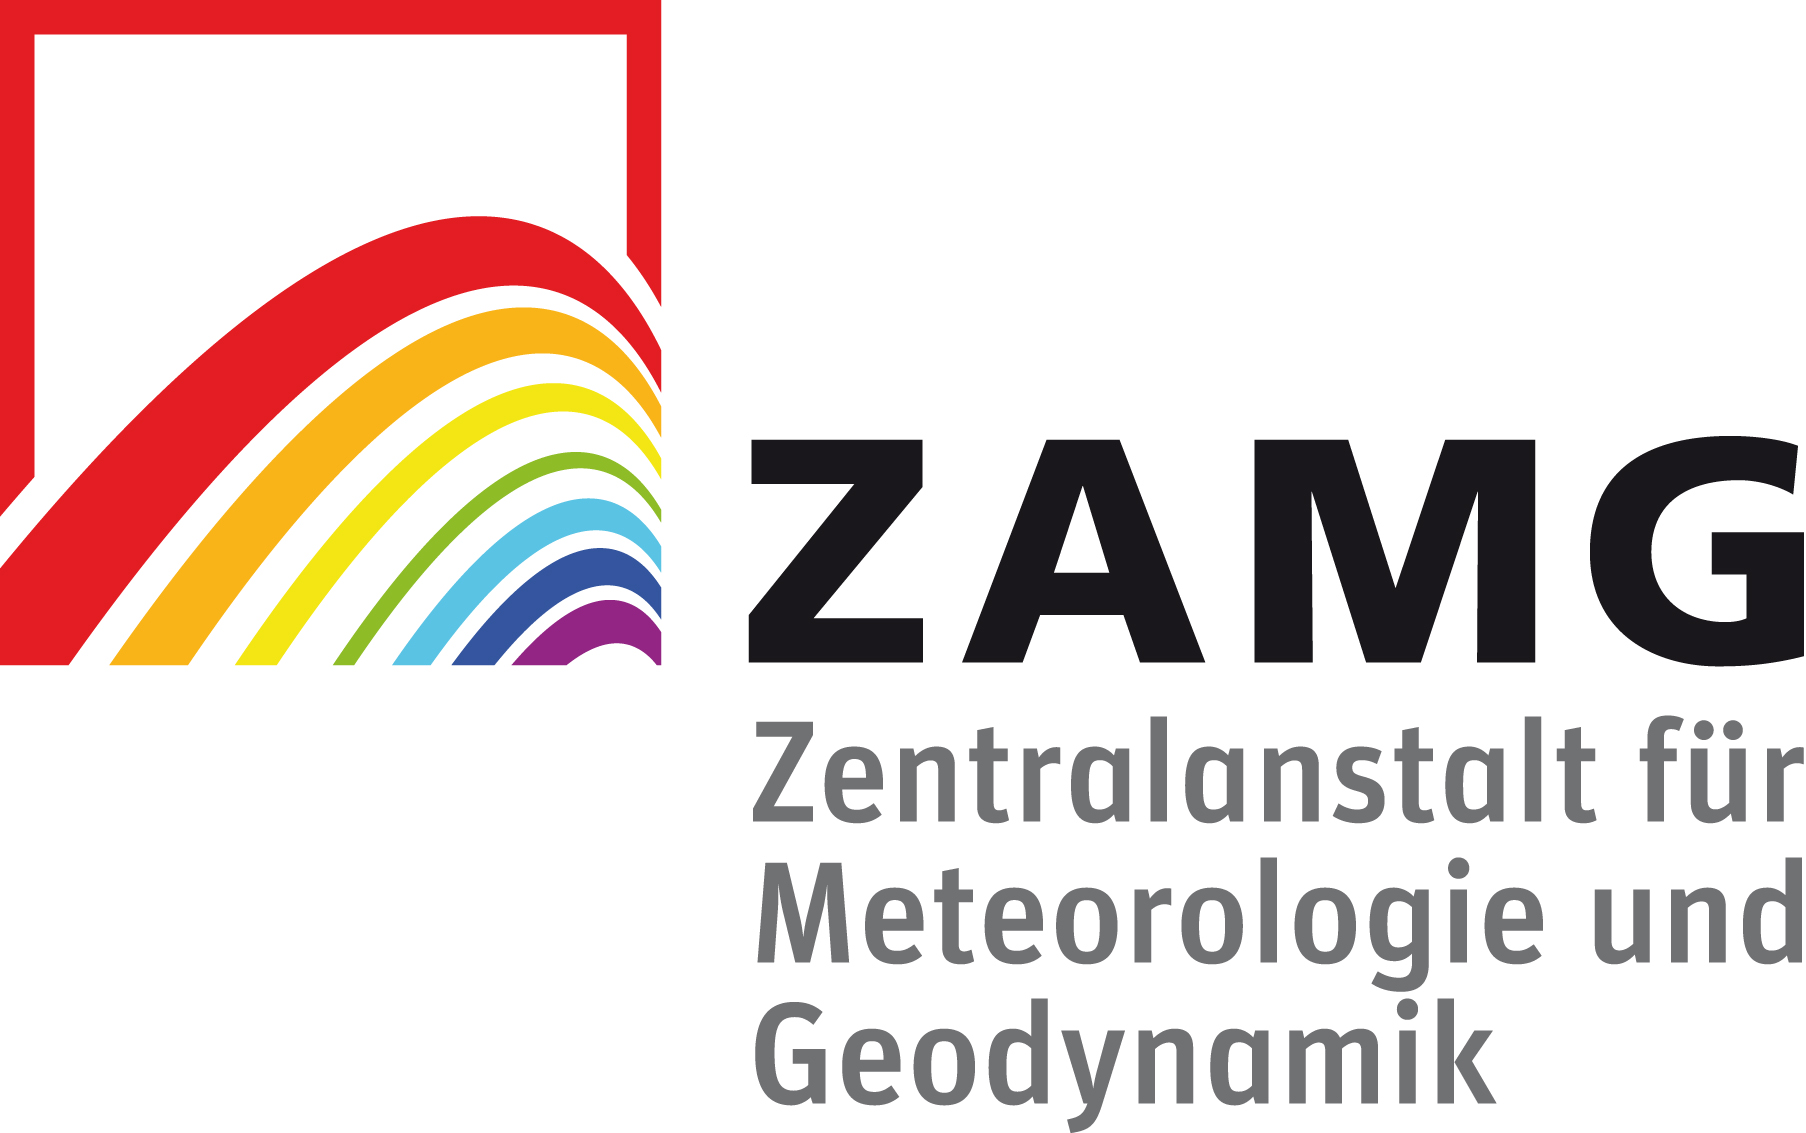 ZAMG
Zentralanstalt für
Meteorologie und
Geodynamik